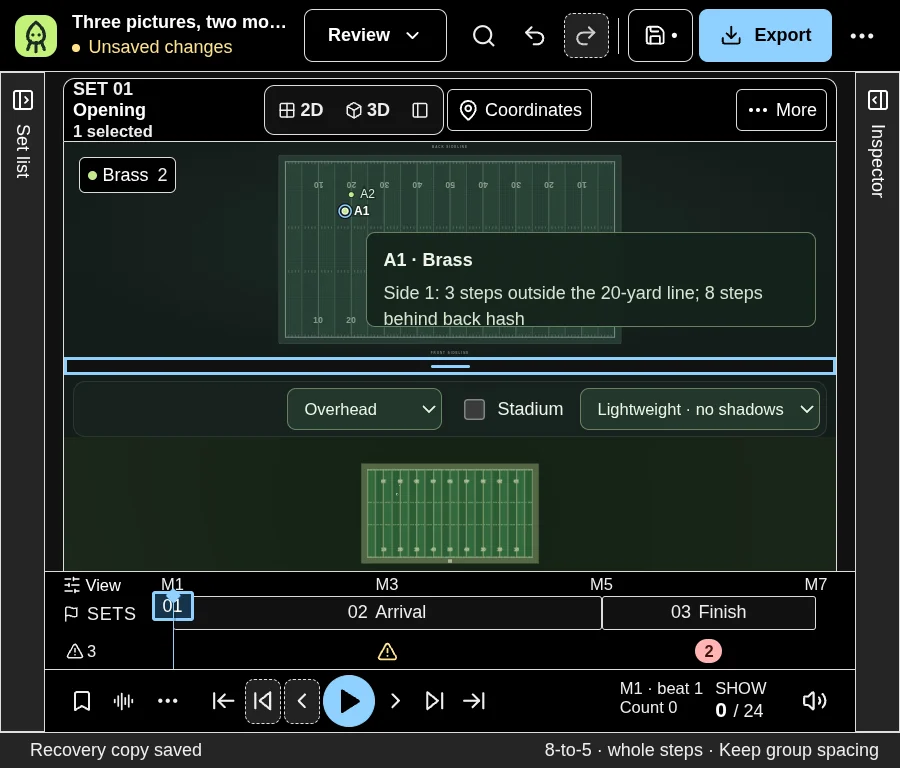 Three pictures, two mo…
Unsaved changes
Review
Export
Set list
SET 01
Opening
1 selected
2D
3D
Coordinates
More
Inspector
BACK SIDELINE
Brass 2
10 20 30 40 50 40 30 20 10
A2
A1
A1 · Brass
Side 1: 3 steps outside the 20-yard line; 8 steps
behind back hash
10 20
FRONT SIDELINE
Overhead
Stadium
Lightweight · no shadows
View
M1 M3 M5 M7
SETS
01
02 Arrival
03 Finish
3
2
M1 · beat 1
Count 0
SHOW
0 / 24
Recovery copy saved
8-to-5 · whole steps · Keep group spacing